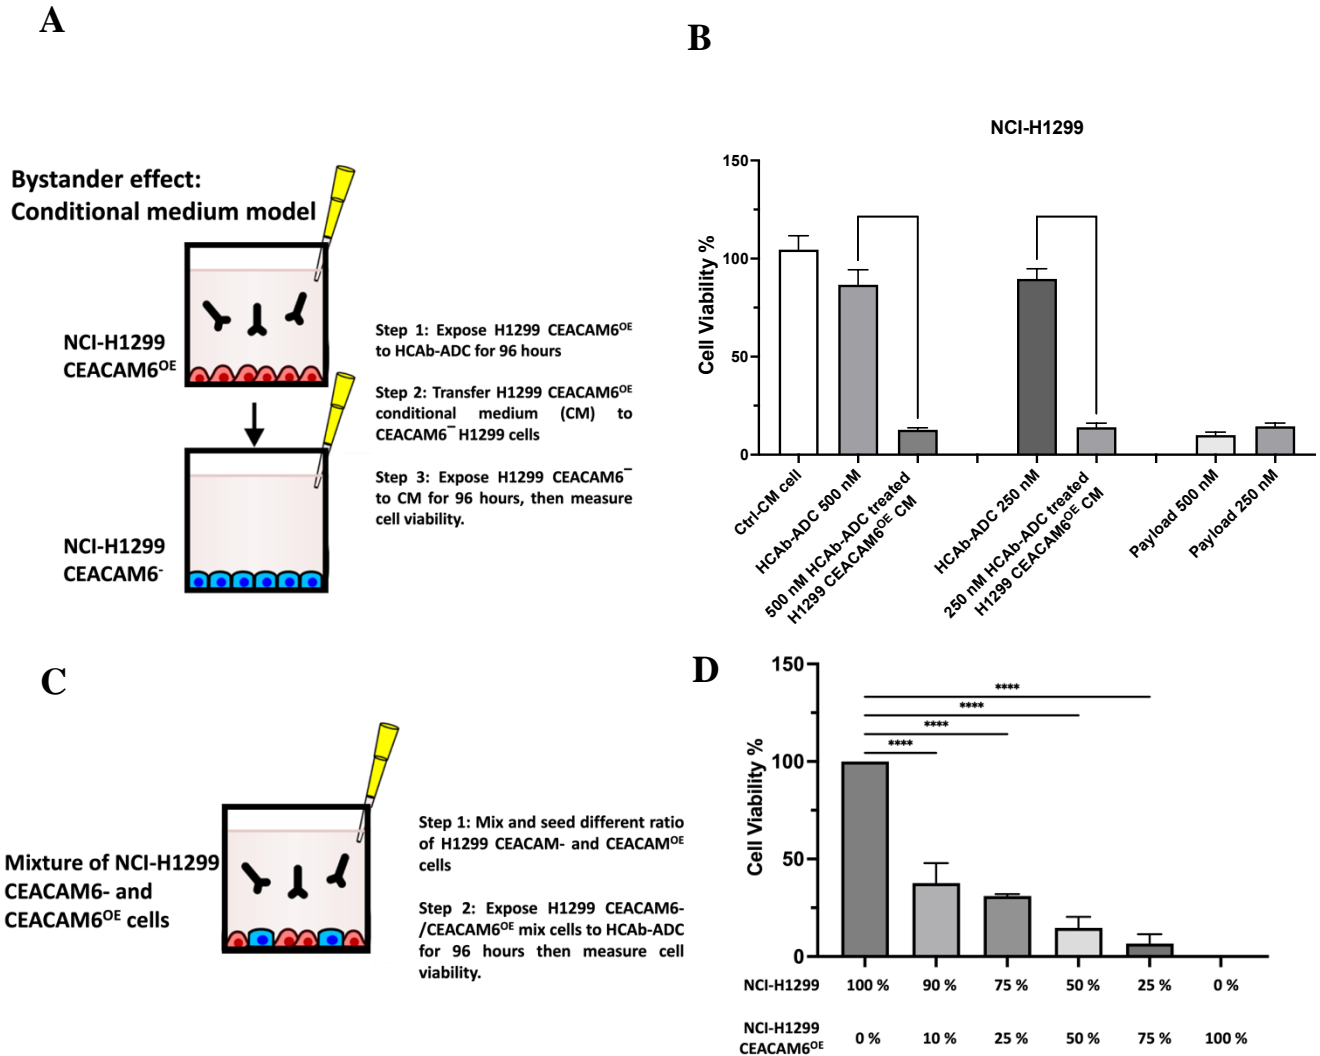 A
Bystander effect:
Conditional medium model
NCI-H1299
CEACAM6OE
NCI-H1299
CEACAM6-
Step 1: Expose H1299 CEACAM6OE
to HCAb-ADC for 96 hours
Step 2: Transfer H1299 CEACAM6OE
conditional medium (CM) to
CEACAM6– H1299 cells
Step 3: Expose H1299 CEACAM6–
to CM for 96 hours, then measure
cell viability.
B
NCI-H1299
Cell Viability %
150
100
50
0
Ctrl-CM cell
HCAb-ADC 500 nM
500 nM HCAb-ADC treated
H1299 CEACAM6OE CM
HCAb-ADC 250 nM
250 nM HCAb-ADC treated
H1299 CEACAM6OE CM
Payload 500 nM
Payload 250 nM
C
Mixture of NCI-H1299
CEACAM6- and
CEACAM6OE cells
Step 1: Mix and seed different ratio
of H1299 CEACAM- and CEACAMOE
cells
Step 2: Expose H1299 CEACAM6-
/CEACAM6OE mix cells to HCAb-ADC
for 96 hours then measure cell
viability.
D
Cell Viability %
150
100
50
0
****
****
****
****
NCI-H1299 100 % 90 % 75 % 50 % 25 % 0 %
NCI-H1299
CEACAM6OE 0 % 10 % 25 % 50 % 75 % 100 %